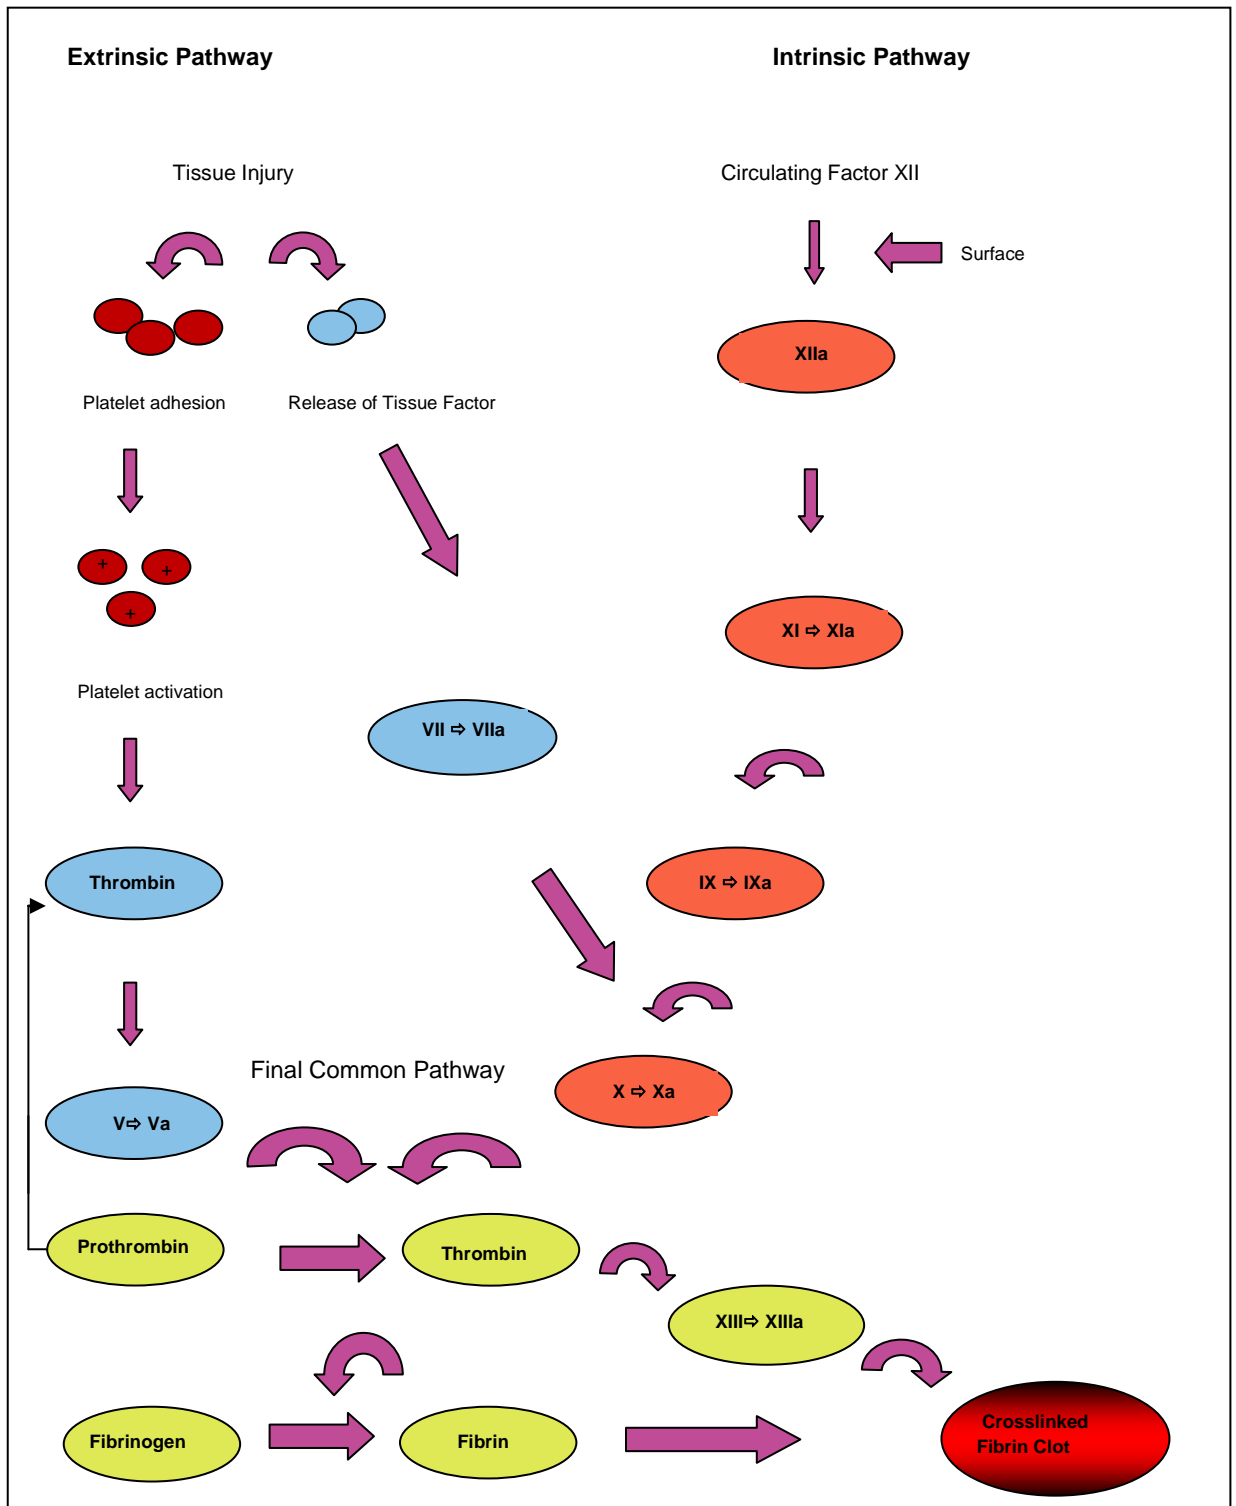 Extrinsic Pathway
Intrinsic Pathway
Tissue Injury
Circulating Factor XII
Surface
XIIa
Platelet adhesion
Release of Tissue Factor
+
+
+
XI ⇨ XIa
Platelet activation
VII ⇨ VIIa
Thrombin
IX ⇨ IXa
Final Common Pathway
X ⇨ Xa
V⇨ Va
Prothrombin
Thrombin
XIII⇨ XIIIa
Fibrinogen
Fibrin
Crosslinked
Fibrin Clot